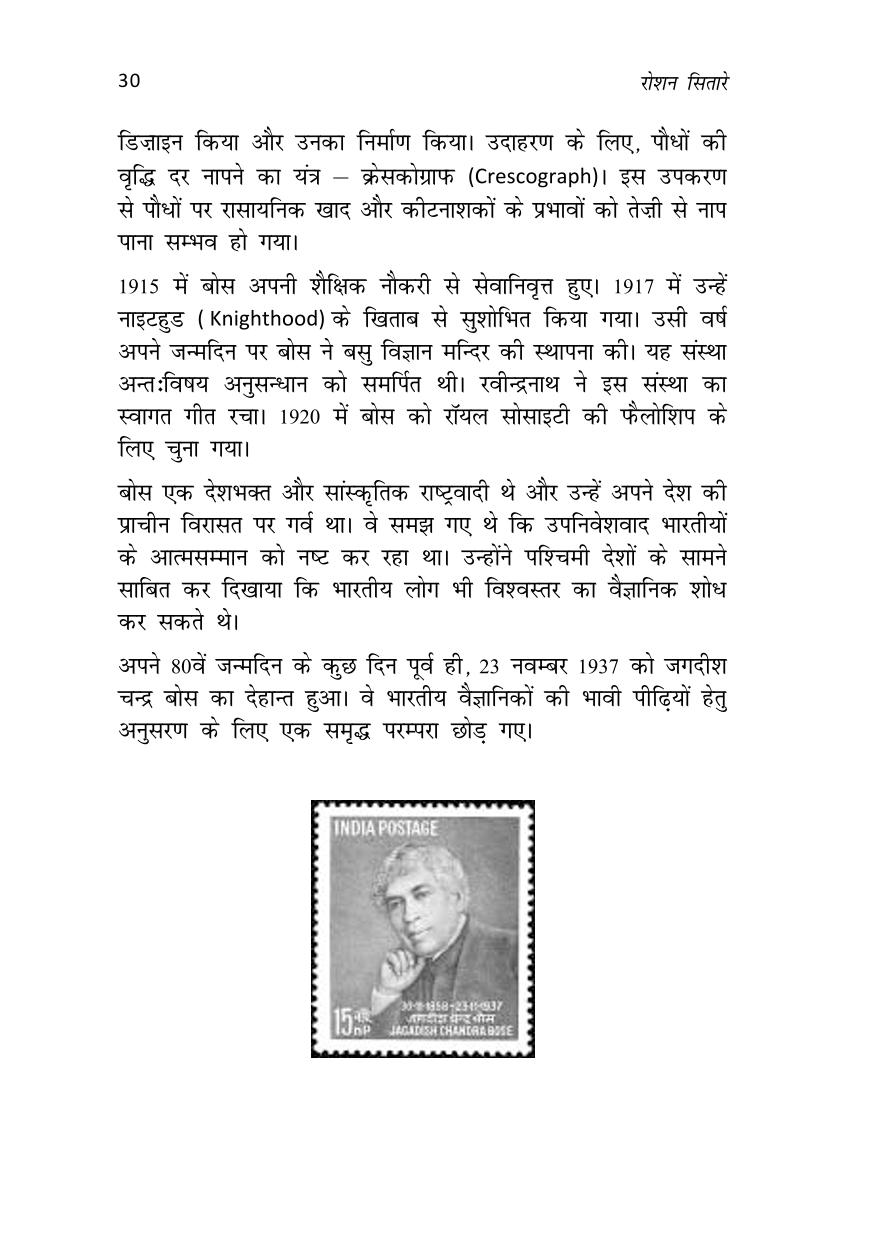 30 रोशन सितारे
डिज़ाइन किया और उनका निर्माण किया। उदाहरण के लिए, पौधों की
वृद्धि दर नापने का यंत्र – क्रेसकोग्राफ (Crescograph)। इस उपकरण
से पौधों पर रासायनिक खाद और कीटनाशकों के प्रभावों को तेज़ी से नाप
पाना सम्भव हो गया।
1915 में बोस अपनी शैक्षिक नौकरी से सेवानिवृत्त हुए। 1917 में उन्हें
नाइटहुड ( Knighthood) के खिताब से सुशोभित किया गया। उसी वर्ष
अपने जन्मदिन पर बोस ने बसु विज्ञान मन्दिर की स्थापना की। यह संस्था
अन्तःविषय अनुसन्धान को समर्पित थी। रवीन्द्रनाथ ने इस संस्था का
स्वागत गीत रचा। 1920 में बोस को रॉयल सोसाइटी की फैलोशिप के
लिए चुना गया।
बोस एक देशभक्त और सांस्कृतिक राष्ट्रवादी थे और उन्हें अपने देश की
प्राचीन विरासत पर गर्व था। वे समझ गए थे कि उपनिवेशवाद भारतीयों
के आत्मसम्मान को नष्ट कर रहा था। उन्होंने पश्चिमी देशों के सामने
साबित कर दिखाया कि भारतीय लोग भी विश्वस्तर का वैज्ञानिक शोध
कर सकते थे।
अपने 80वें जन्मदिन के कुछ दिन पूर्व ही, 23 नवम्बर 1937 को जगदीश
चन्द्र बोस का देहान्त हुआ। वे भारतीय वैज्ञानिकों की भावी पीढ़ियों हेतु
अनुसरण के लिए एक समृद्ध परम्परा छोड़ गए।
INDIA POSTAGE
30-11-1858-23-11-1937
15 न.पै. जगदीश चन्द्र बोस
nP JAGADISH CHANDRA BOSE